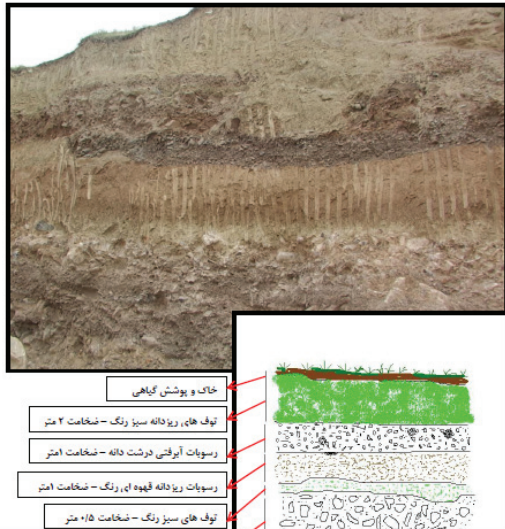 خاک و پوشش گیاهی
توف های ریزدانه سبز رنگ – ضخامت ۲ متر
رسوبات آبرفتی درشت دانه – ضخامت ۱متر
رسوبات ریزدانه قهوه ای رنگ – ضخامت ۱متر
توف های سبز رنگ – ضخامت ۰/۵ متر